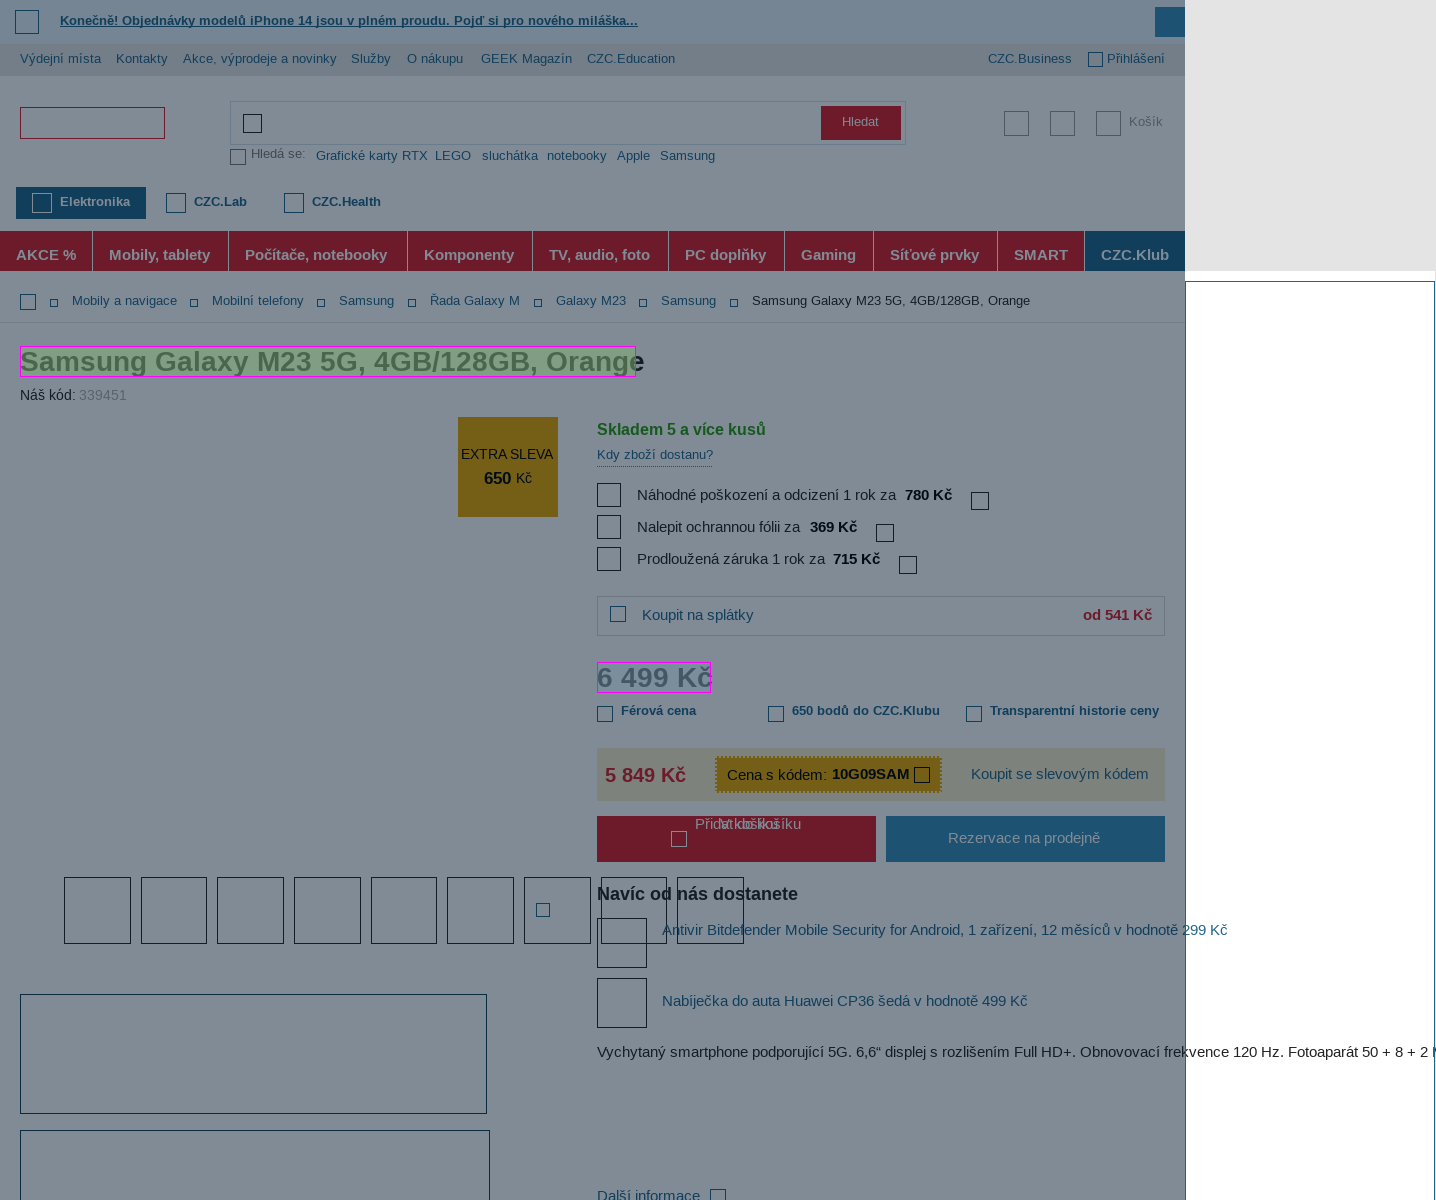 Konečně! Objednávky modelů iPhone 14 jsou v plném proudu. Pojď si pro nového miláška...
Výdejní místa Kontakty Akce, výprodeje a novinky Služby O nákupu GEEK Magazín CZC.Education CZC.Business Přihlášení
Hledat Košík
Hledá se: Grafické karty RTX LEGO sluchátka notebooky Apple Samsung
Elektronika CZC.Lab CZC.Health
AKCE % Mobily, tablety Počítače, notebooky Komponenty TV, audio, foto PC doplňky Gaming Síťové prvky SMART CZC.Klub
Mobily a navigace Mobilní telefony Samsung Řada Galaxy M Galaxy M23 Samsung Samsung Galaxy M23 5G, 4GB/128GB, Orange
Samsung Galaxy M23 5G, 4GB/128GB, Orange
Náš kód: 339451
EXTRA SLEVA
650 Kč
Skladem 5 a více kusů
Kdy zboží dostanu?
Náhodné poškození a odcizení 1 rok za 780 Kč
Nalepit ochrannou fólii za 369 Kč
Prodloužená záruka 1 rok za 715 Kč
Koupit na splátky od 541 Kč
6 499 Kč
Férová cena 650 bodů do CZC.Klubu Transparentní historie ceny
5 849 Kč Cena s kódem: 10G09SAM Koupit se slevovým kódem
Přidat do košíku V košíku
Rezervace na prodejně
Navíc od nás dostanete
Antivir Bitdefender Mobile Security for Android, 1 zařízení, 12 měsíců v hodnotě 299 Kč
Nabíječka do auta Huawei CP36 šedá v hodnotě 499 Kč
Vychytaný smartphone podporující 5G. 6,6“ displej s rozlišením Full HD+. Obnovovací frekvence 120 Hz. Fotoaparát 50 + 8 + 2
Další informace